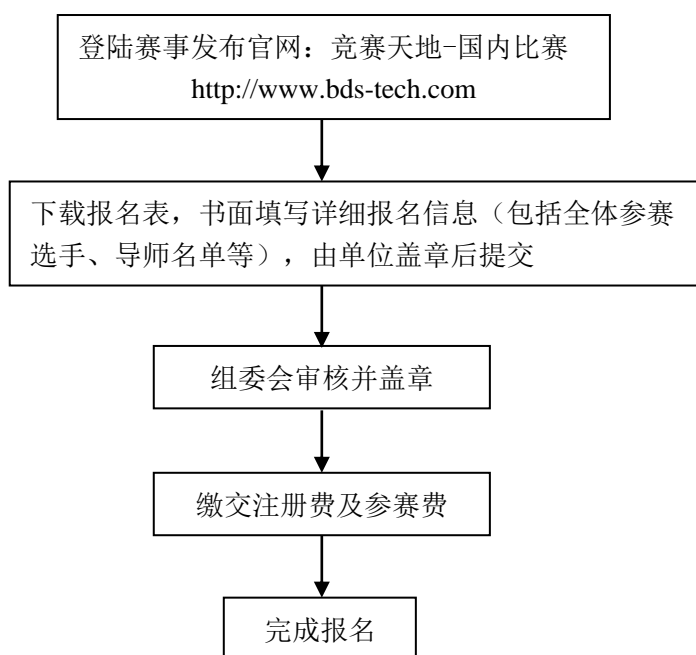 登陆赛事发布官网：竞赛天地-国内比赛
http://www.bds-tech.com
下载报名表，书面填写详细报名信息（包括全体参赛
选手、导师名单等），由单位盖章后提交
组委会审核并盖章
缴交注册费及参赛费
完成报名